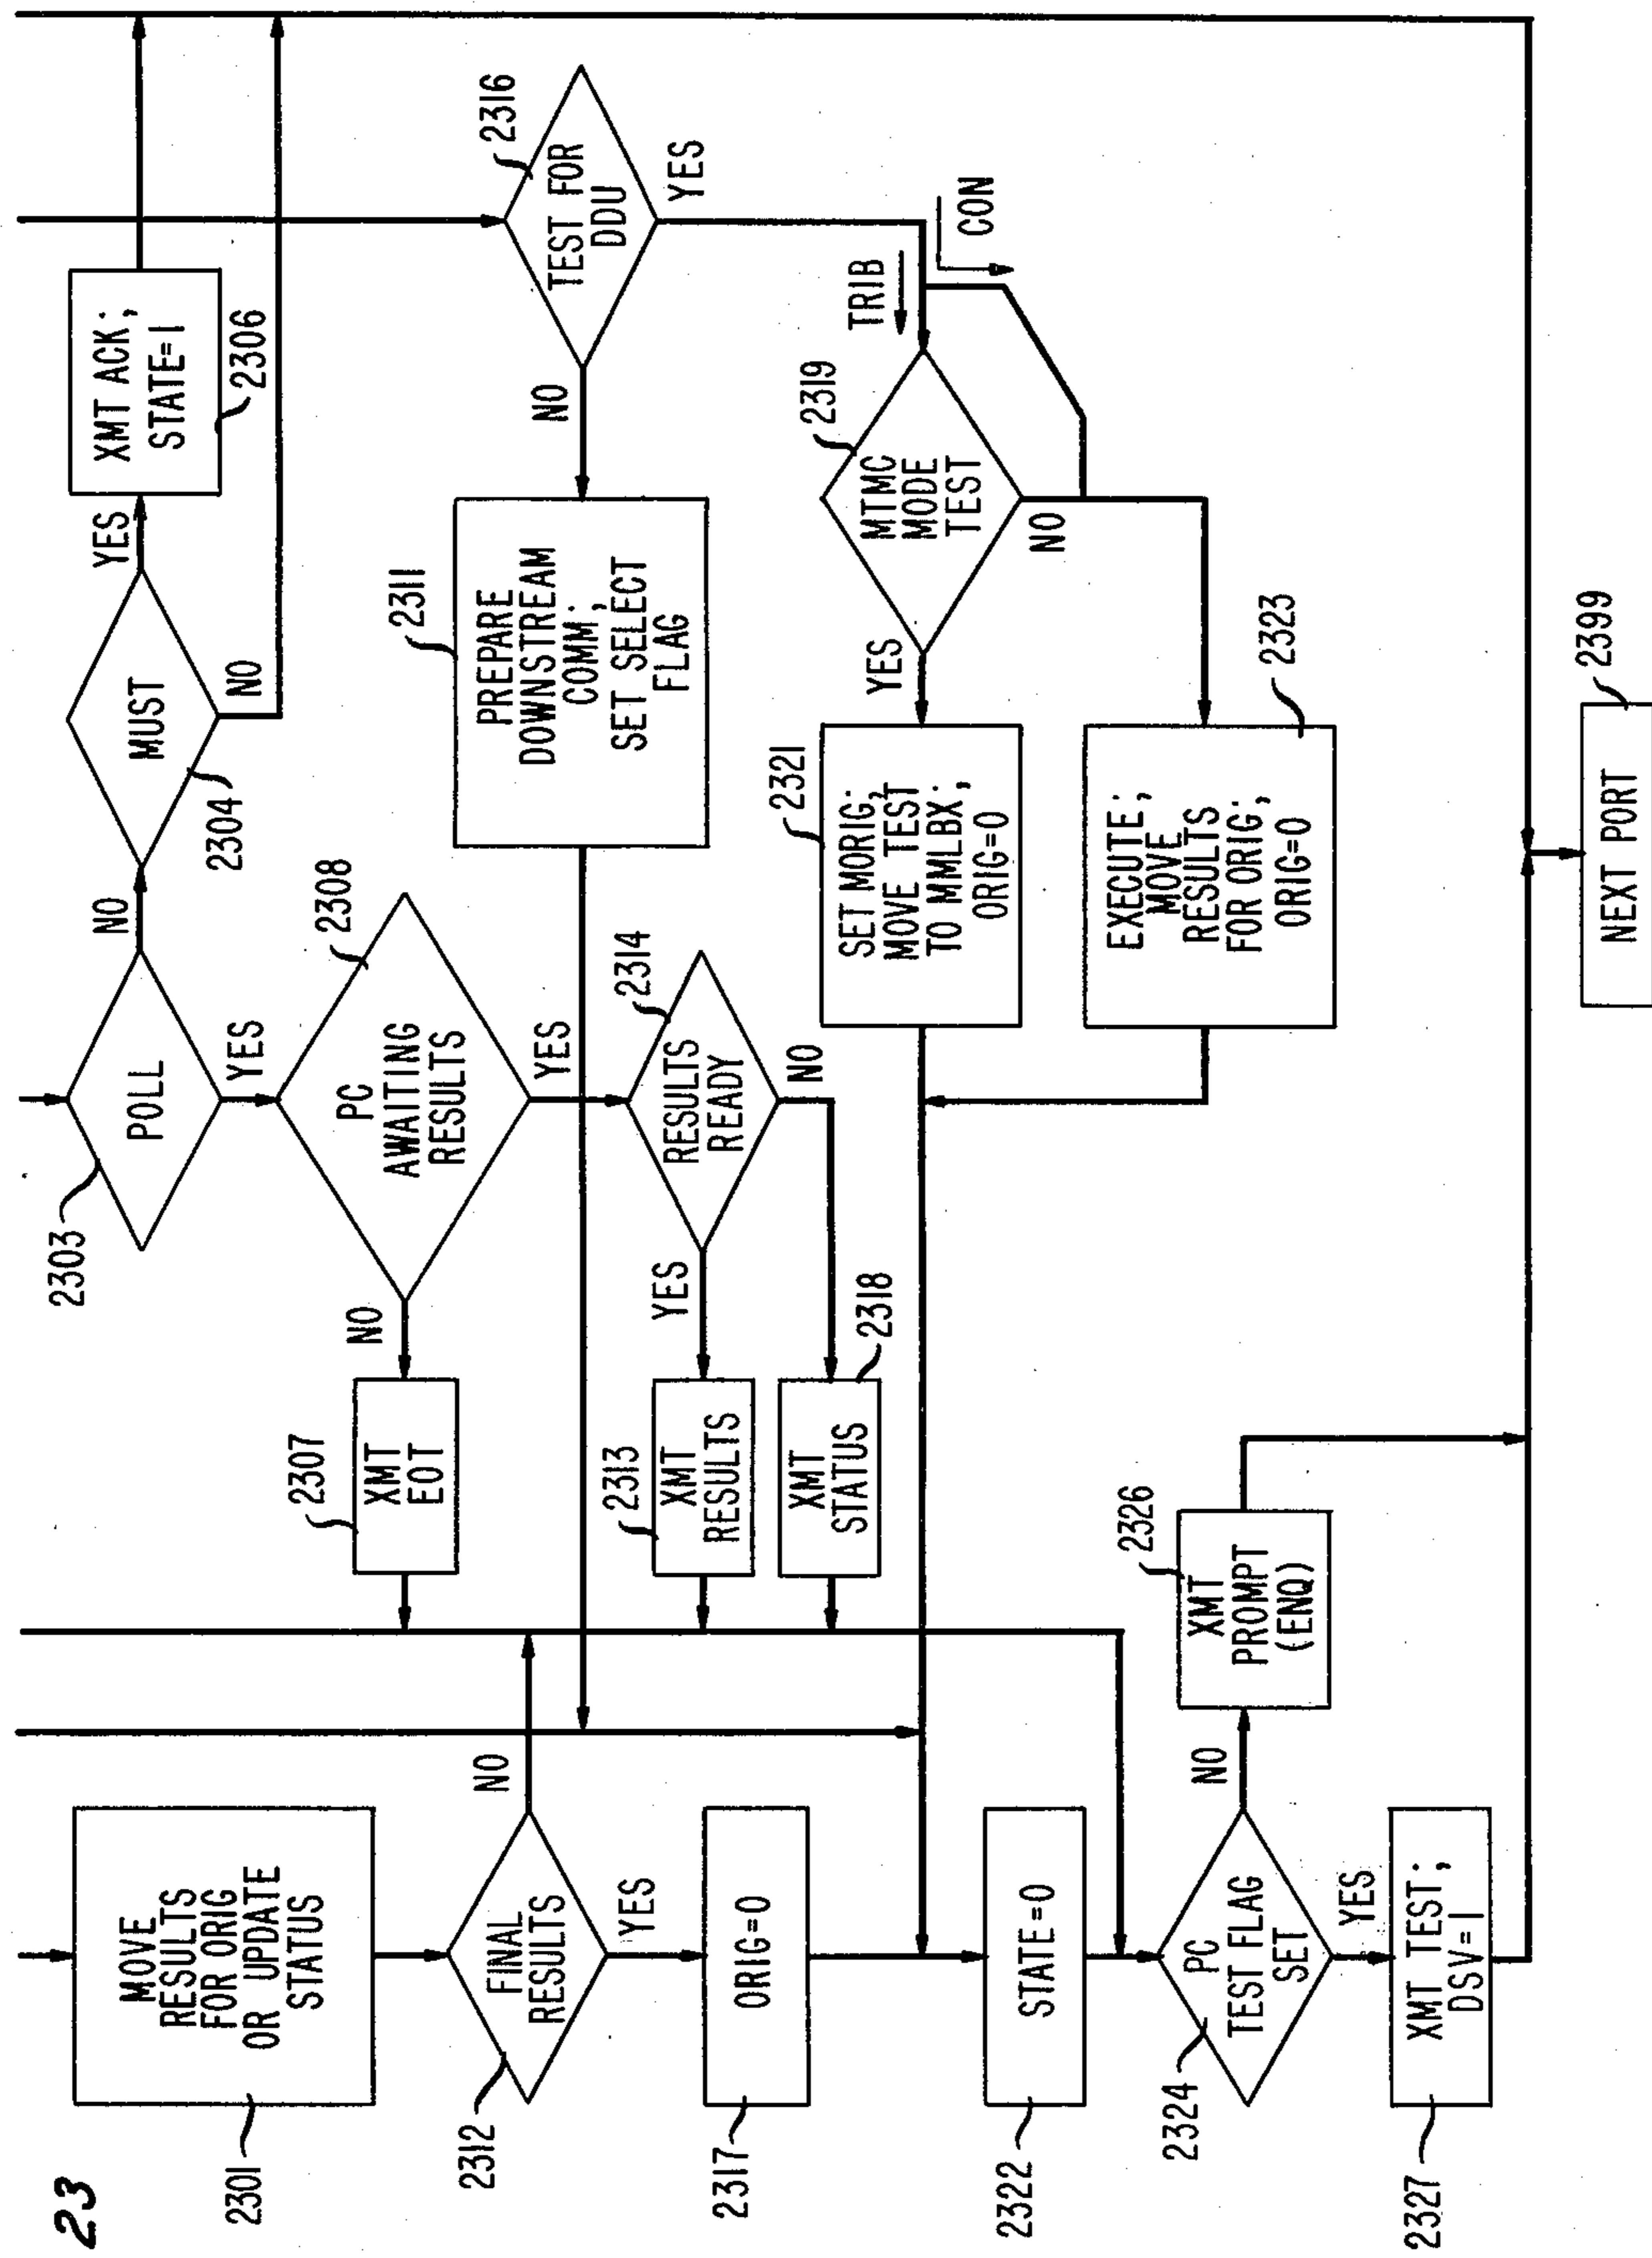 23
MOVE
RESULTS
FOR ORIG
OR UPDATE
STATUS
2301
FINAL
RESULTS
2312
NO
YES
ORIG=0
2317
STATE=0
2322
PC
TEST FLAG
SET
2324
NO
YES
XMT TEST;
DSV=1
2327
XMT
PROMPT
(ENQ)
2326
POLL
2303
NO
YES
MUST
2304
YES
NO
XMT ACK;
STATE=1
2306
PC
AWAITING
RESULTS
2308
NO
YES
XMT
EOT
2307
RESULTS
READY
2314
YES
NO
XMT
RESULTS
2313
XMT
STATUS
2318
PREPARE
DOWNSTREAM
COMM;
SET SELECT
FLAG
2311
TEST FOR
DDU
2316
NO
YES
TRIB
CON
MTMC
MODE
TEST
2319
YES
NO
SET MORIG;
MOVE TEST
TO MMLBX;
ORIG=0
2321
EXECUTE;
MOVE
RESULTS
FOR ORIG;
ORIG=0
2323
NEXT PORT
2399